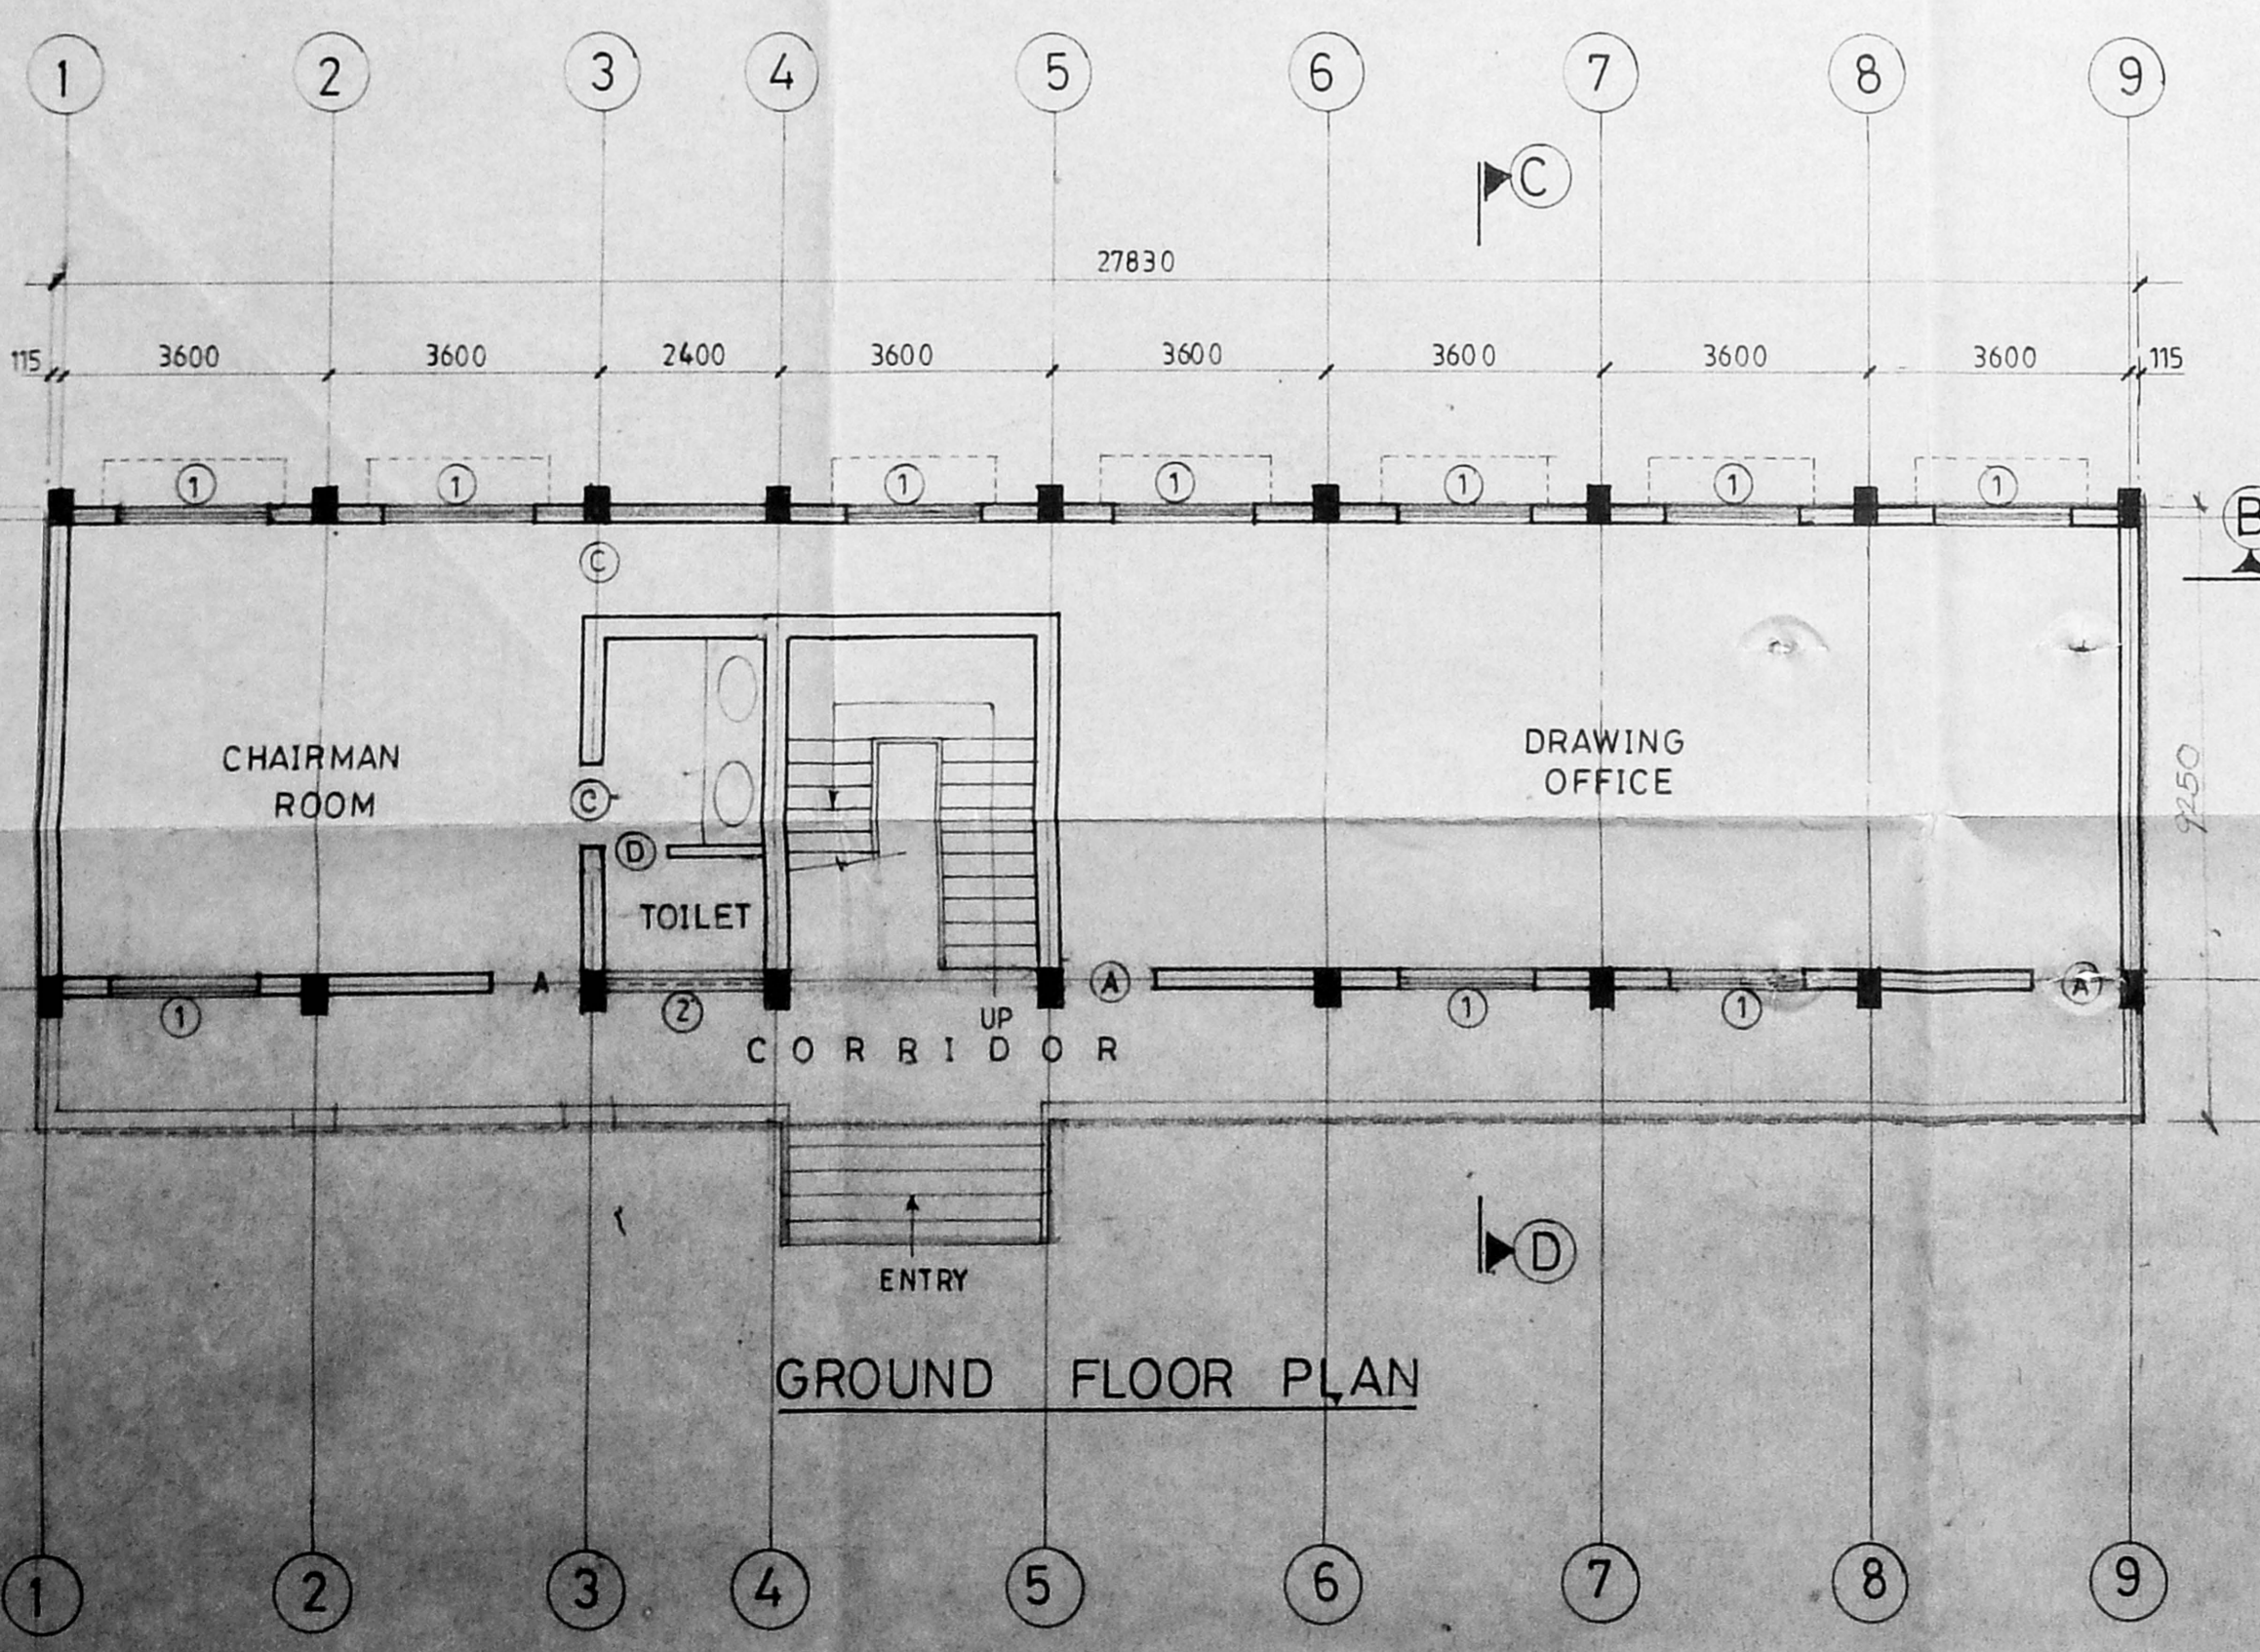 1 2 3 4 5 6 7 8 9
C
27830
115 3600 3600 2400 3600 3600 3600 3600 3600 115
1 1 1 1 1 1 1
B
C
CHAIRMAN
ROOM
C
D
TOILET
DRAWING
OFFICE
9250
A A A
1 2 1 1
UP
CORRIDOR
ENTRY
D
GROUND FLOOR PLAN
1 2 3 4 5 6 7 8 9